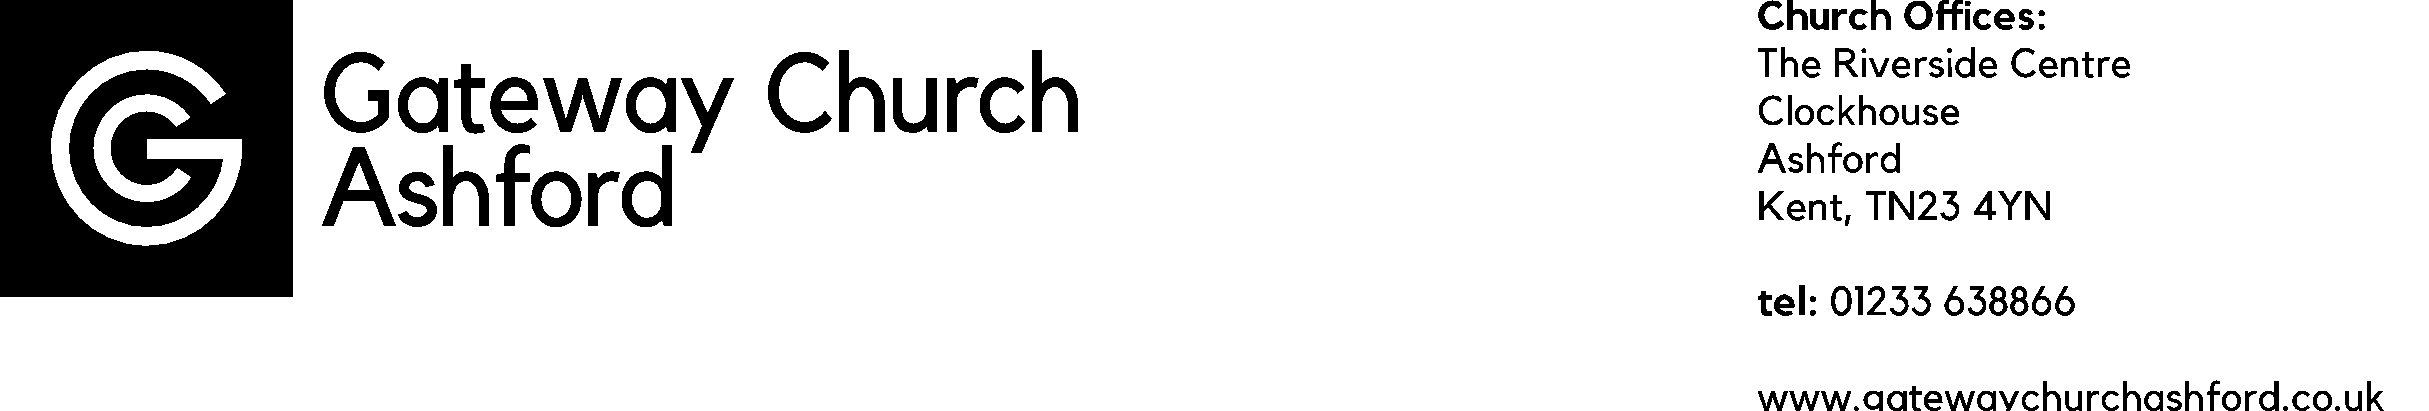 Gateway Church
Ashford
Church Offices:
The Riverside Centre
Clockhouse
Ashford
Kent, TN23 4YN
tel: 01233 638866
www.gatewaychurchashford.co.uk